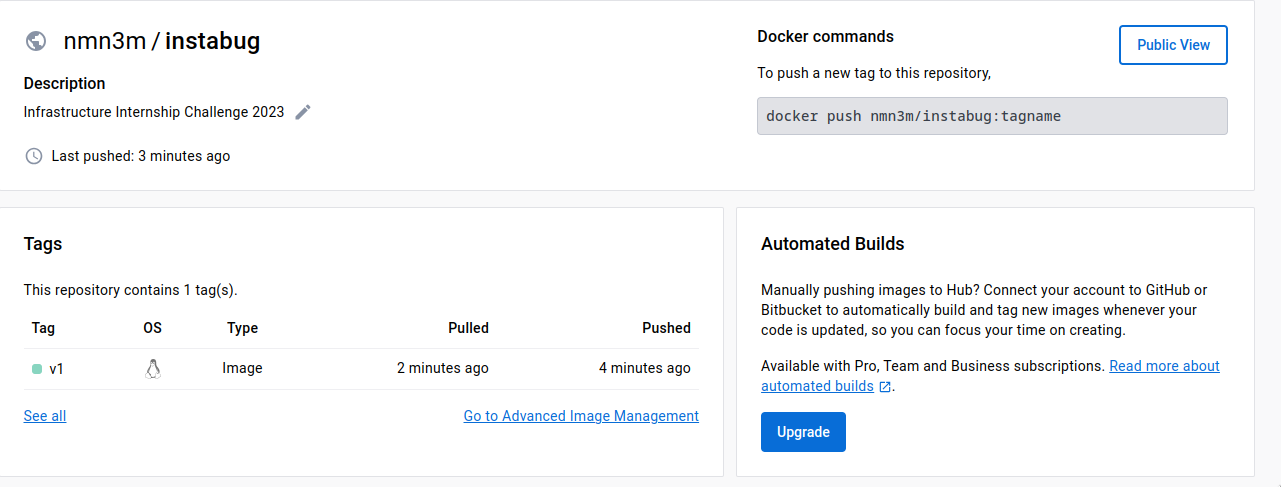 nmn3m / instabug
Description
Infrastructure Internship Challenge 2023
Last pushed: 3 minutes ago
Docker commands
Public View
To push a new tag to this repository,
docker push nmn3m/instabug:tagname
Tags
This repository contains 1 tag(s).
Tag OS Type Pulled Pushed
v1 Image 2 minutes ago 4 minutes ago
See all Go to Advanced Image Management
Automated Builds
Manually pushing images to Hub? Connect your account to GitHub or
Bitbucket to automatically build and tag new images whenever your
code is updated, so you can focus your time on creating.
Available with Pro, Team and Business subscriptions. Read more about
automated builds.
Upgrade